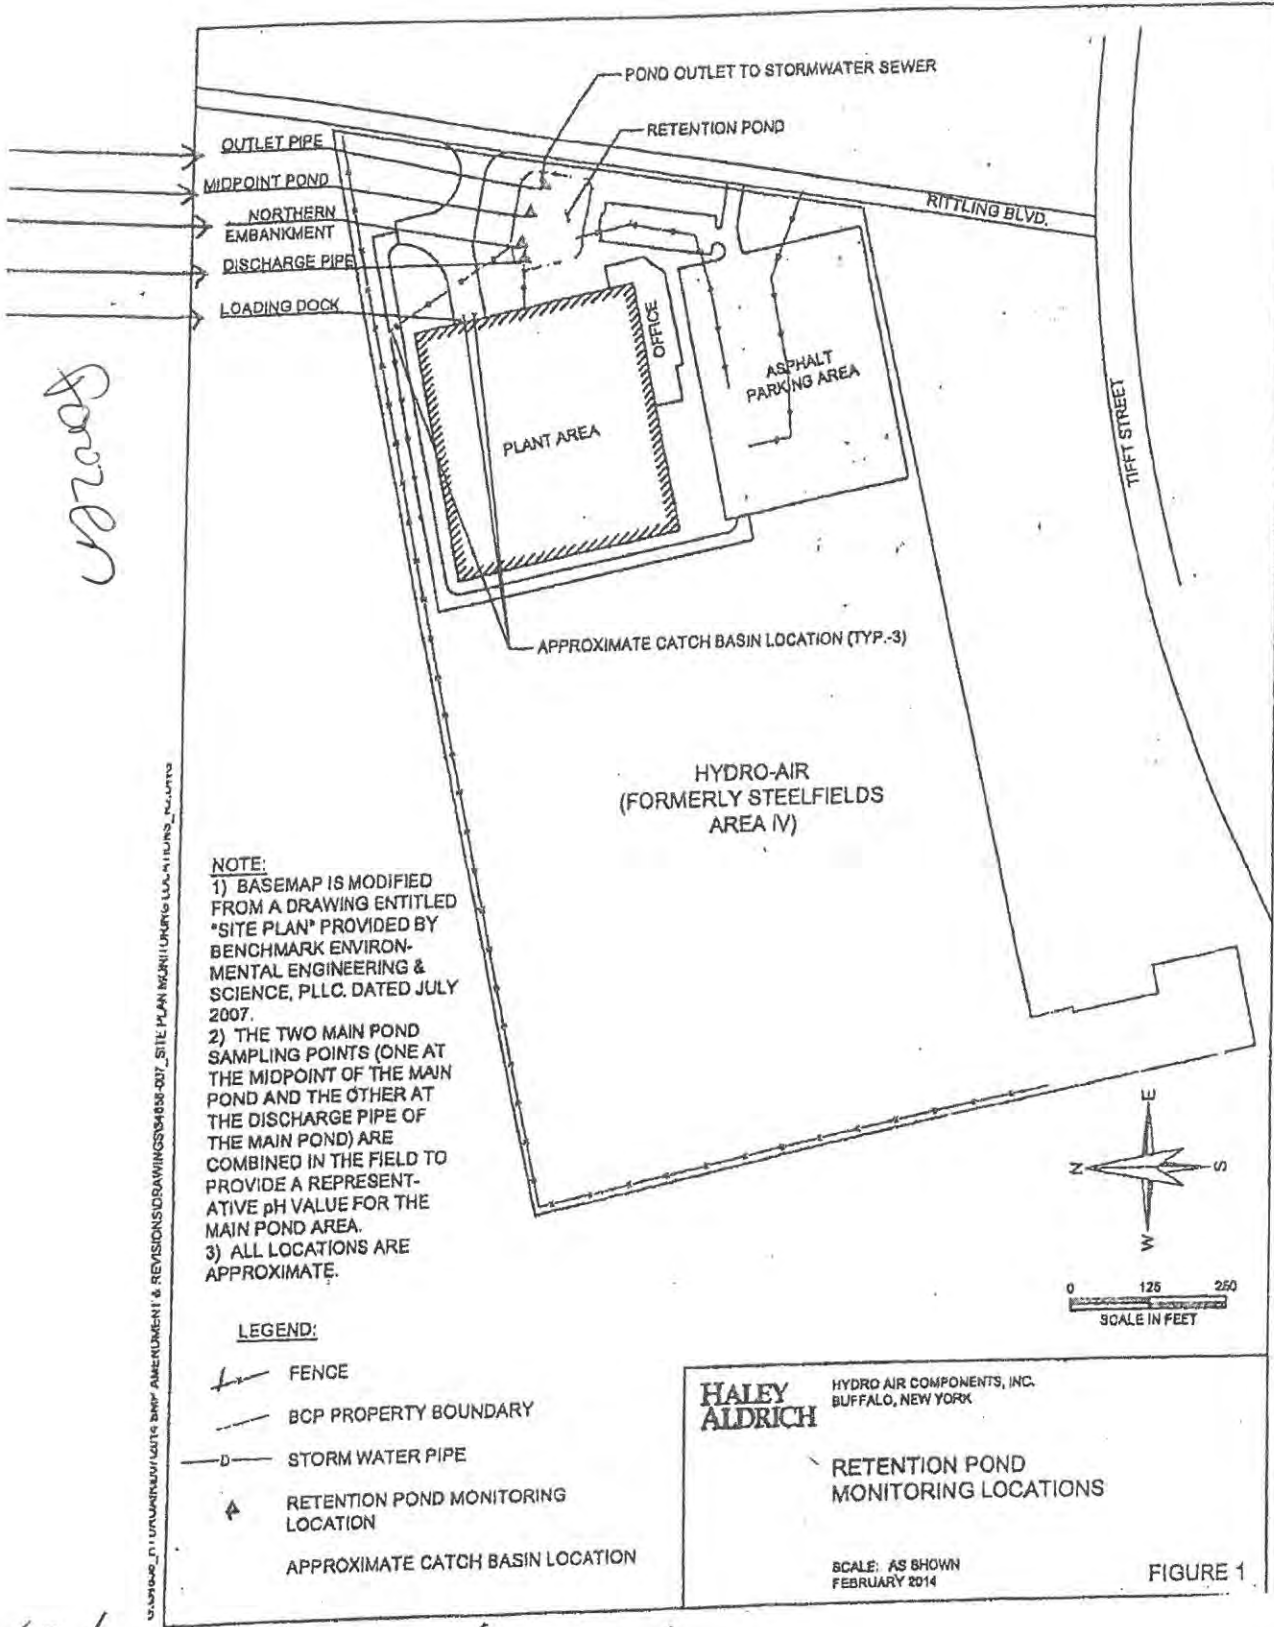 POND OUTLET TO STORMWATER SEWER
RETENTION POND
OUTLET PIPE
MIDPOINT POND
NORTHERN
EMBANKMENT
DISCHARGE PIPE
LOADING DOCK
RITTLING BLVD.
OFFICE
ASPHALT
PARKING AREA
PLANT AREA
TIFFT STREET
APPROXIMATE CATCH BASIN LOCATION (TYP.-3)
HYDRO-AIR
(FORMERLY STEELFIELDS
AREA IV)
NOTE:
1) BASEMAP IS MODIFIED
FROM A DRAWING ENTITLED
"SITE PLAN" PROVIDED BY
BENCHMARK ENVIRON-
MENTAL ENGINEERING &
SCIENCE, PLLC. DATED JULY
2007.
2) THE TWO MAIN POND
SAMPLING POINTS (ONE AT
THE MIDPOINT OF THE MAIN
POND AND THE OTHER AT
THE DISCHARGE PIPE OF
THE MAIN POND) ARE
COMBINED IN THE FIELD TO
PROVIDE A REPRESENT-
ATIVE pH VALUE FOR THE
MAIN POND AREA.
3) ALL LOCATIONS ARE
APPROXIMATE.
E
N
S
W
0 125 250
SCALE IN FEET
LEGEND:
FENCE
BCP PROPERTY BOUNDARY
D
STORM WATER PIPE
RETENTION POND MONITORING
LOCATION
APPROXIMATE CATCH BASIN LOCATION
HALEY
ALDRICH
HYDRO AIR COMPONENTS, INC.
BUFFALO, NEW YORK
RETENTION POND
MONITORING LOCATIONS
SCALE: AS SHOWN
FEBRUARY 2014
FIGURE 1